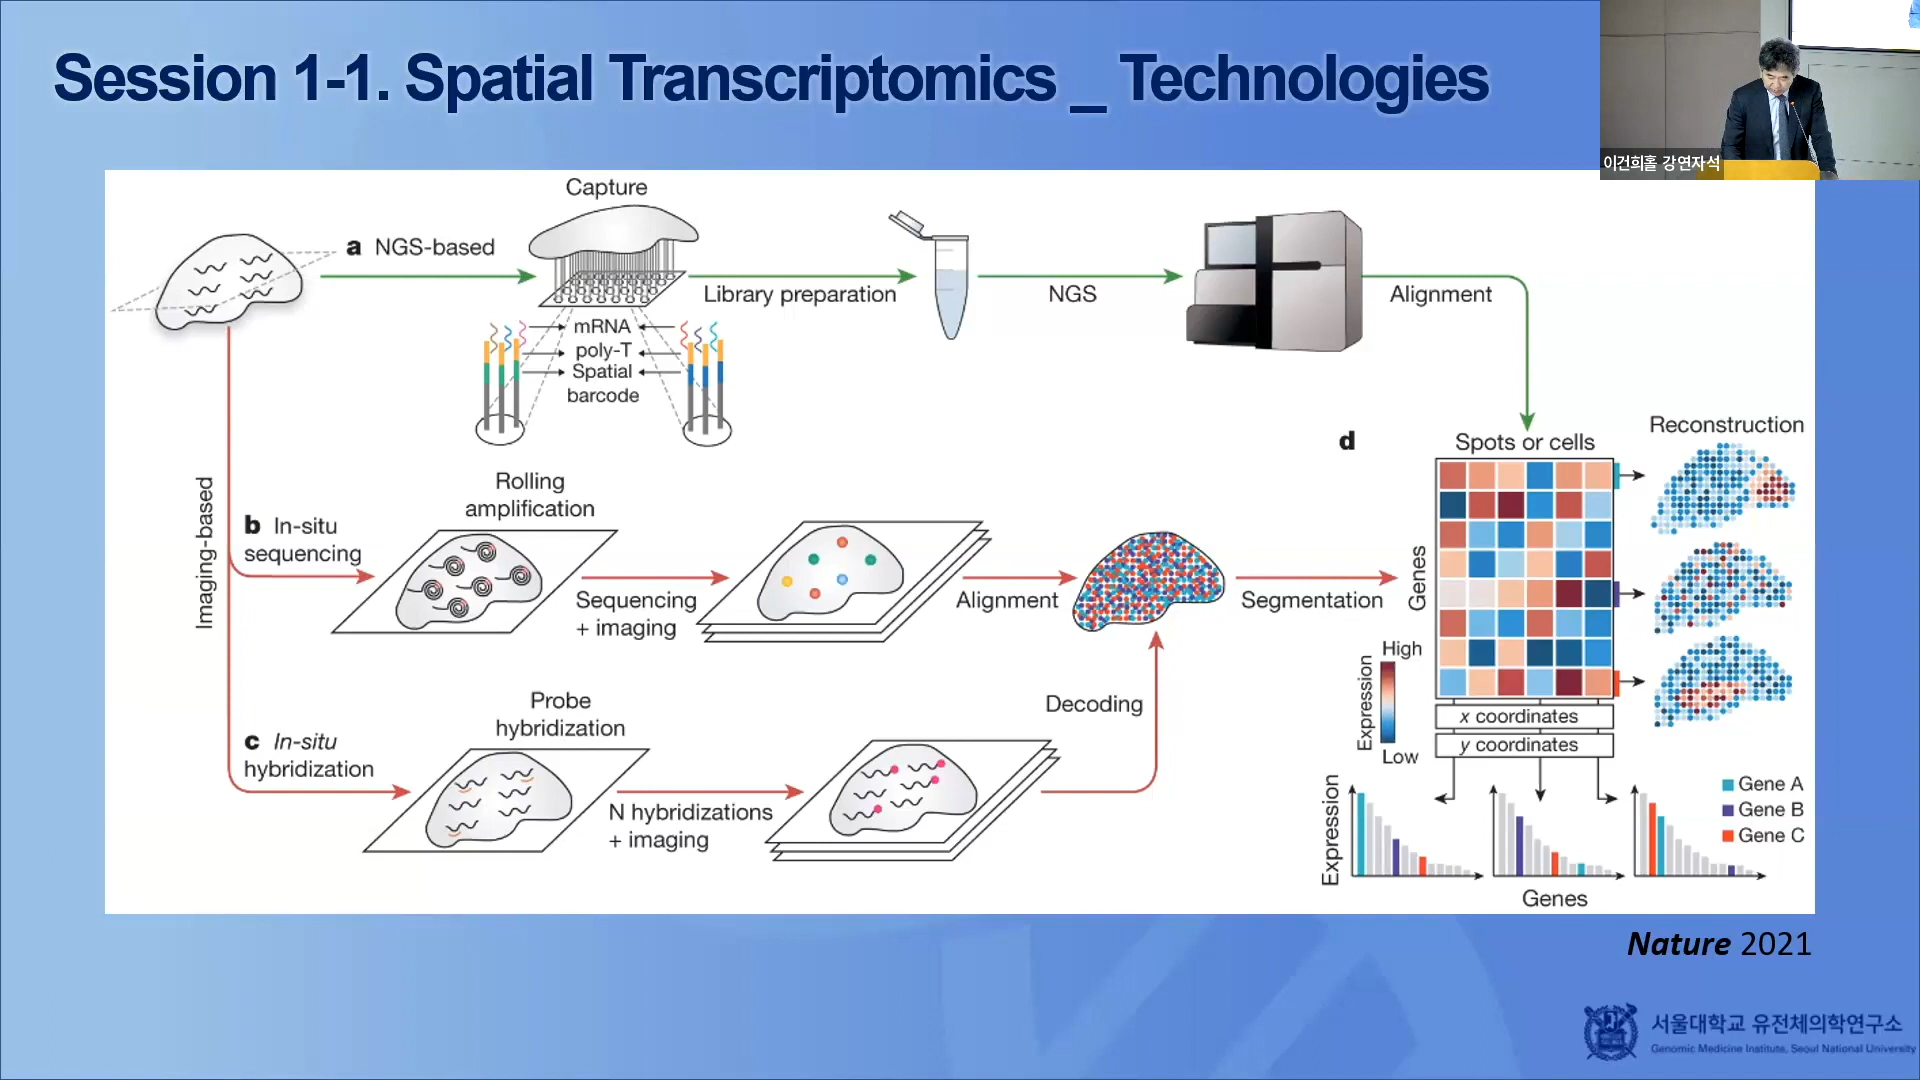 Session 1-1. Spatial Transcriptomics _ Technologies
이건희홀 강연자석
Capture
a NGS-based
Library preparation
NGS
Alignment
mRNA
poly-T
Spatial
barcode
Imaging-based
b In-situ
sequencing
Rolling
amplification
Sequencing
+ imaging
Alignment
Segmentation
c In-situ
hybridization
Probe
hybridization
N hybridizations
+ imaging
Decoding
d
Spots or cells
Reconstruction
Genes
High
Expression
Low
x coordinates
y coordinates
Expression
Genes
Gene A
Gene B
Gene C
Nature 2021
서울대학교 유전체의학연구소
Genomic Medicine Institute, Seoul National University